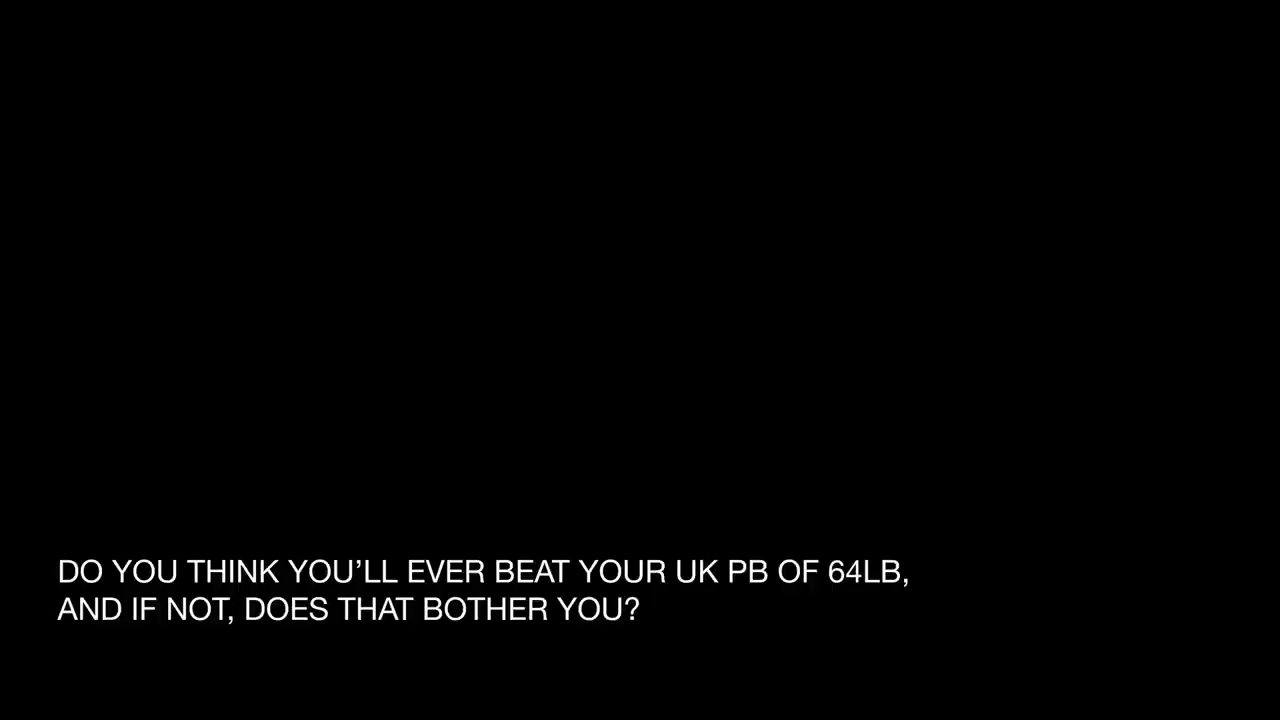 DO YOU THINK YOU’LL EVER BEAT YOUR UK PB OF 64LB,
AND IF NOT, DOES THAT BOTHER YOU?